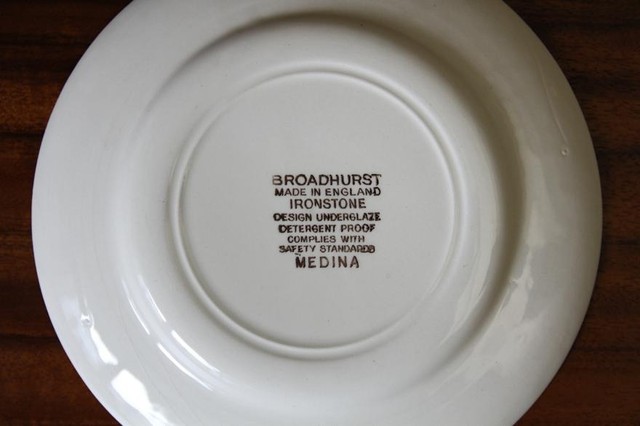 BROADHURST
MADE IN ENGLAND
IRONSTONE
DESIGN UNDERGLAZE
DETERGENT PROOF
COMPLIES WITH
SAFETY STANDARDS
MEDINA